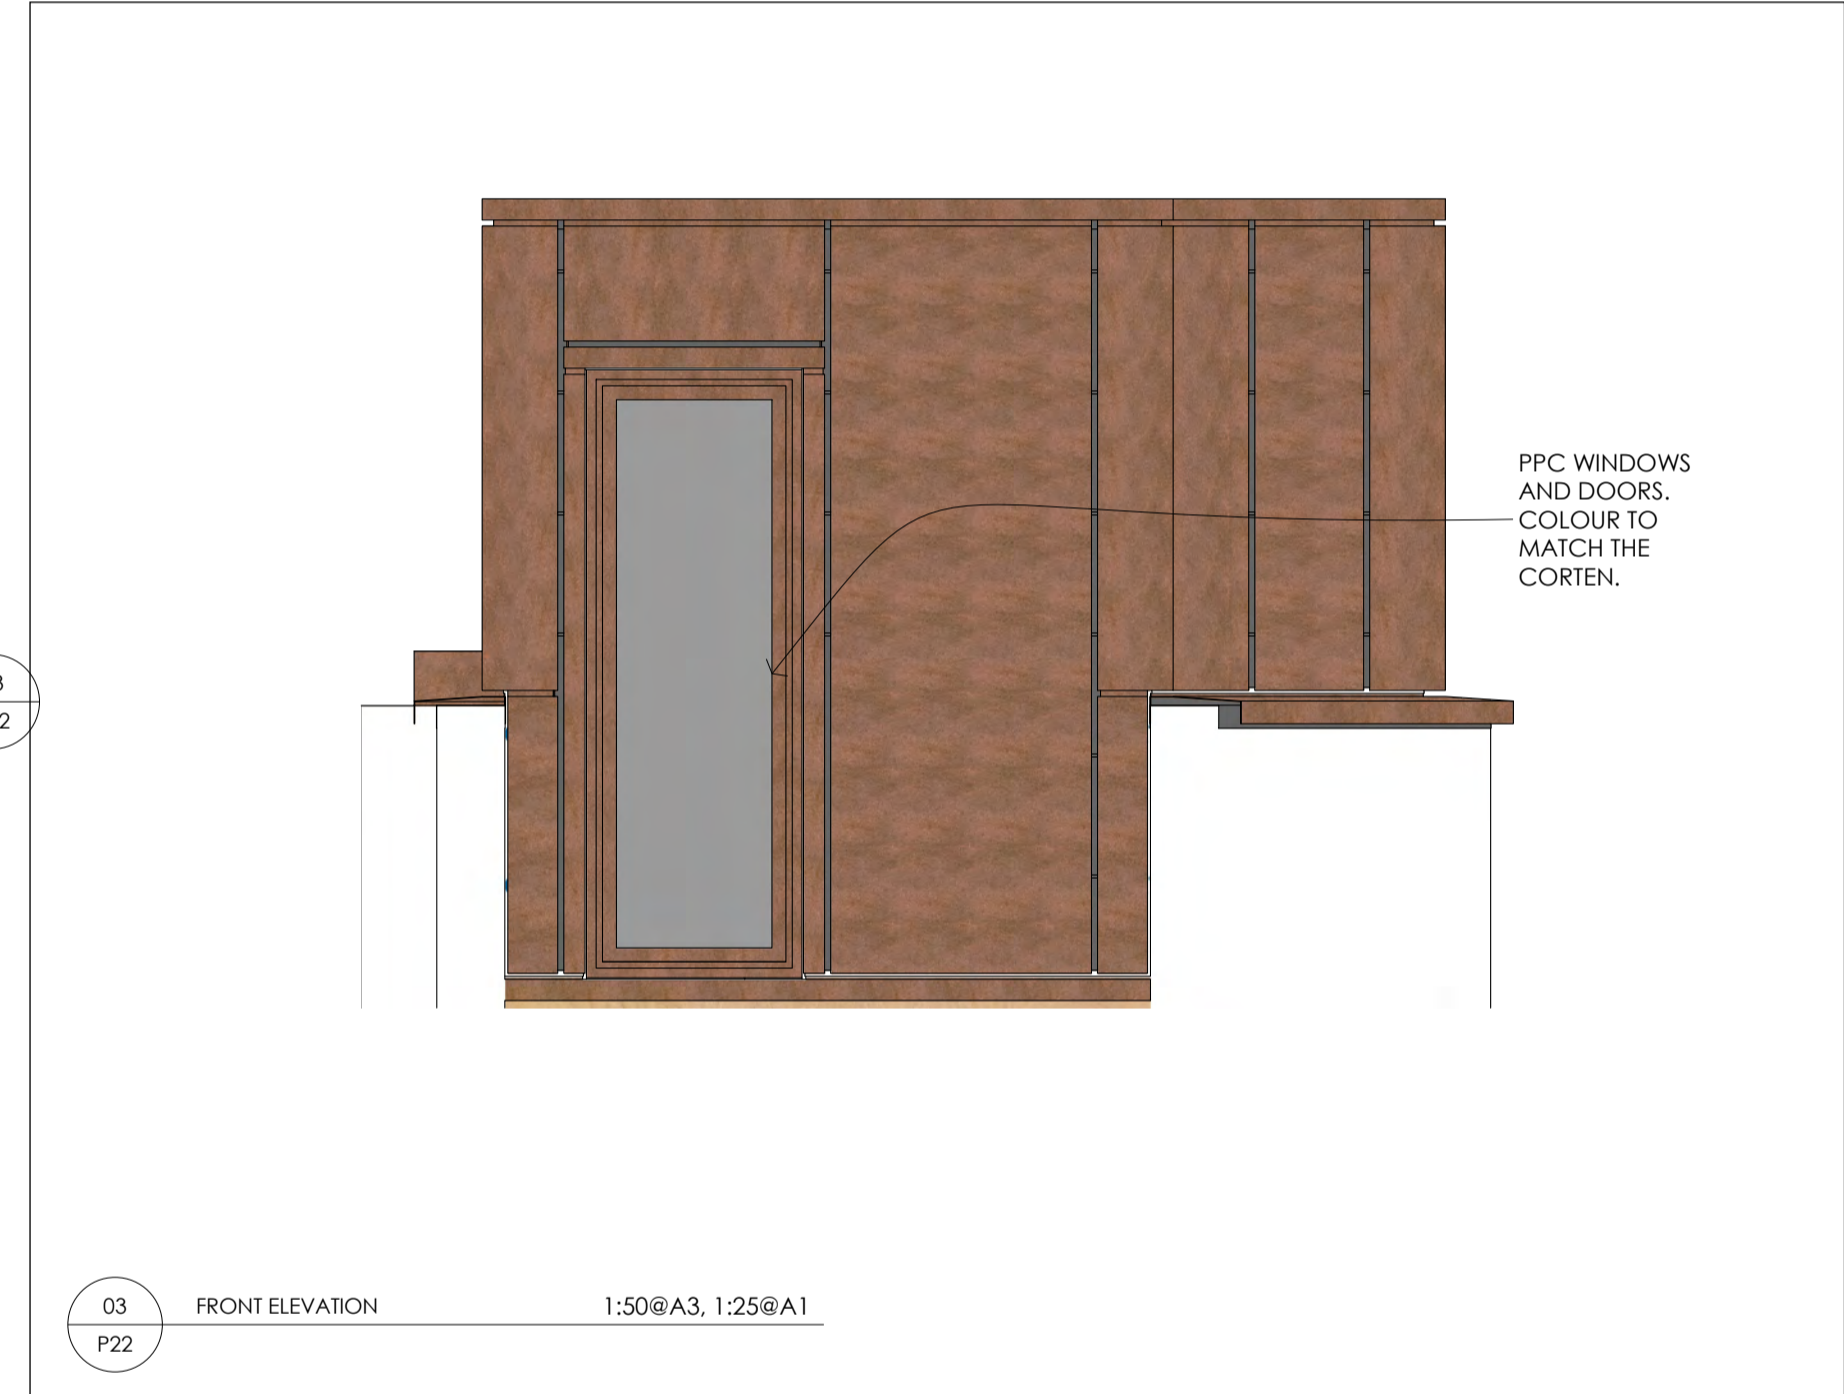 PPC WINDOWS
AND DOORS.
COLOUR TO
MATCH THE
CORTEN.
2
03
FRONT ELEVATION
1:50@A3, 1:25@A1
P22